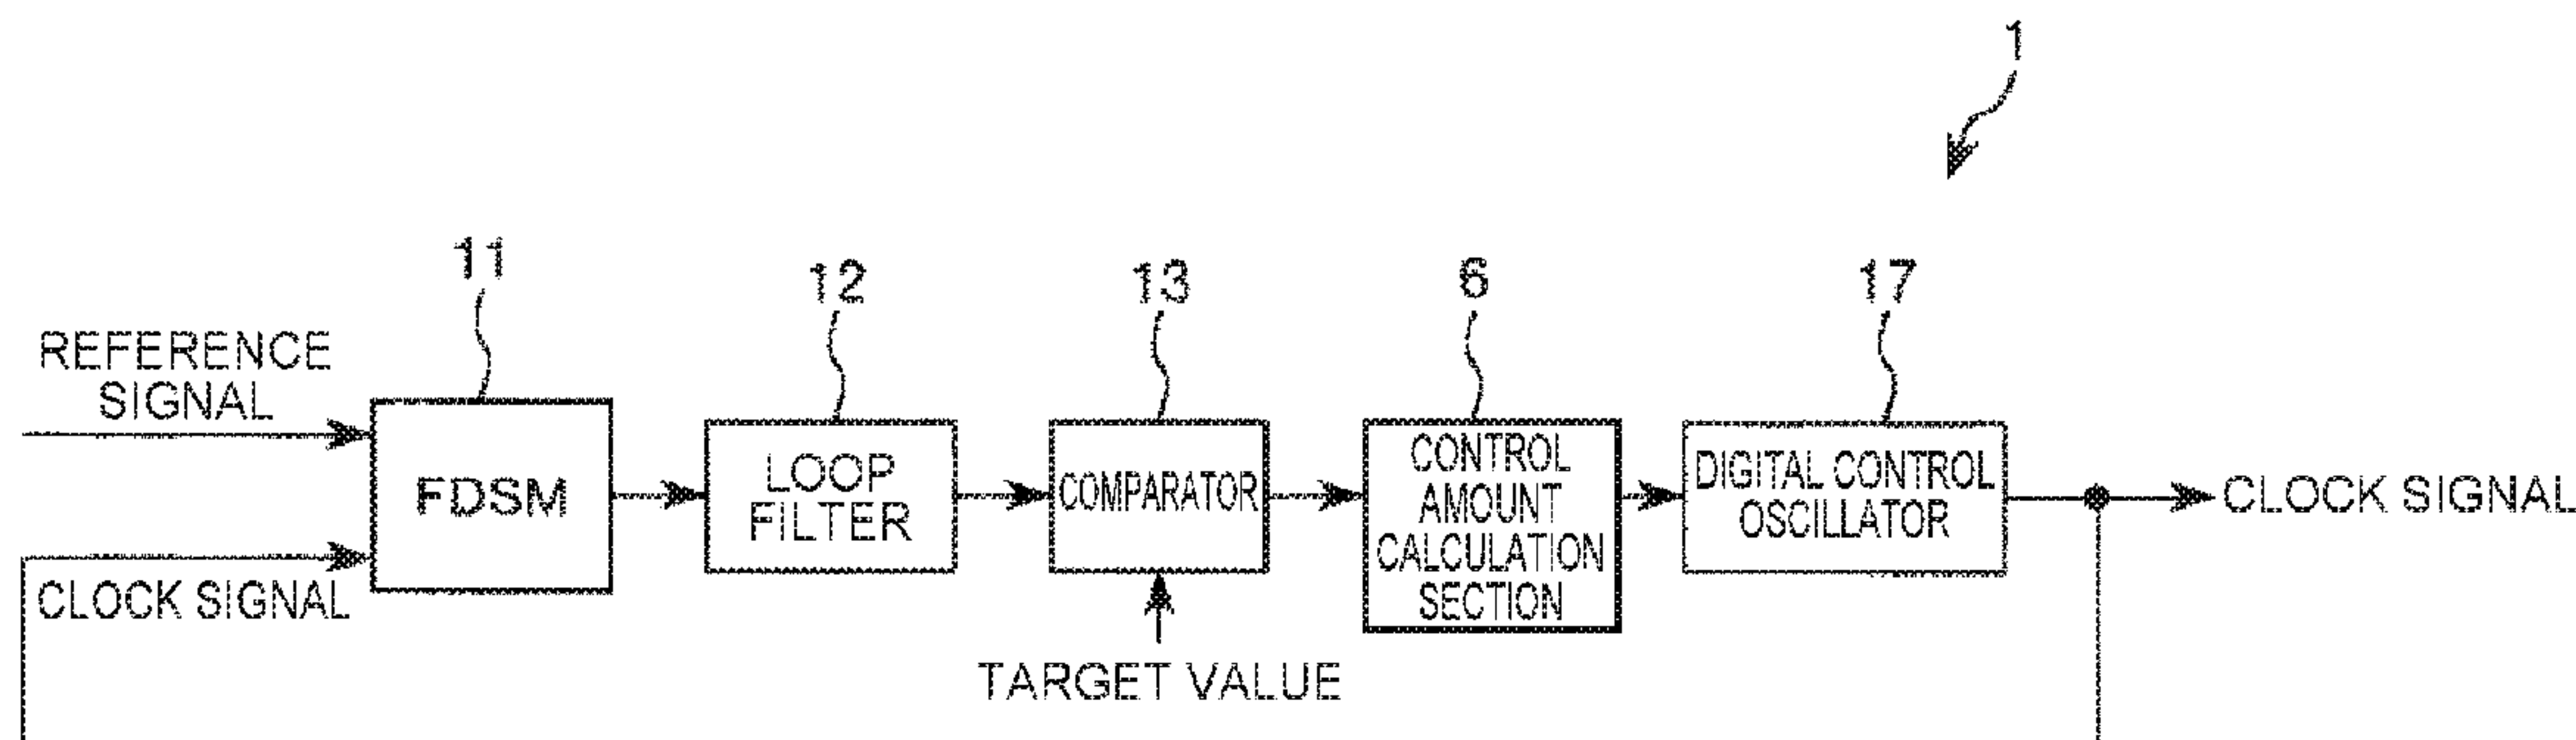 1
11
12
13
6
17
REFERENCE
SIGNAL
FDSM
LOOP
FILTER
COMPARATOR
CONTROL
AMOUNT
CALCULATION
SECTION
DIGITAL CONTROL
OSCILLATOR
CLOCK SIGNAL
CLOCK SIGNAL
TARGET VALUE